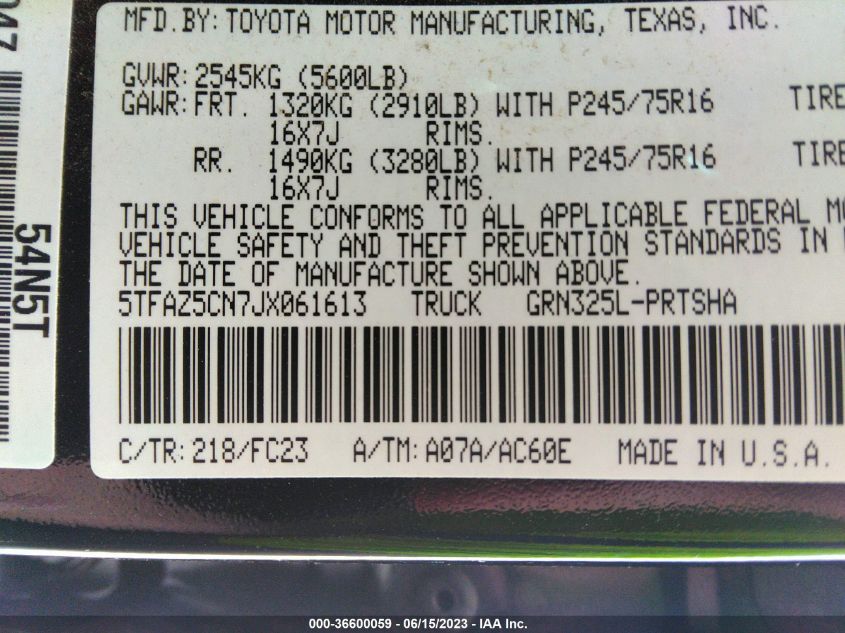 MFD.BY: TOYOTA MOTOR MANUFACTURING, TEXAS, INC.
GVWR: 2545KG (5600LB)
GAWR: FRT. 1320KG (2910LB) WITH P245/75R16 TIRE
16X7J RIMS.
RR. 1490KG (3280LB) WITH P245/75R16 TIRE
16X7J RIMS.
THIS VEHICLE CONFORMS TO ALL APPLICABLE FEDERAL
VEHICLE SAFETY AND THEFT PREVENTION STANDARDS IN
THE DATE OF MANUFACTURE SHOWN ABOVE.
5TFAZ5CN7JX061613 TRUCK GRN325L-PRTSHA
C/TR: 218/FC23 A/TM: A07A/AC60E MADE IN U.S.A.
54N5T
000-36600059 - 06/15/2023 - IAA Inc.